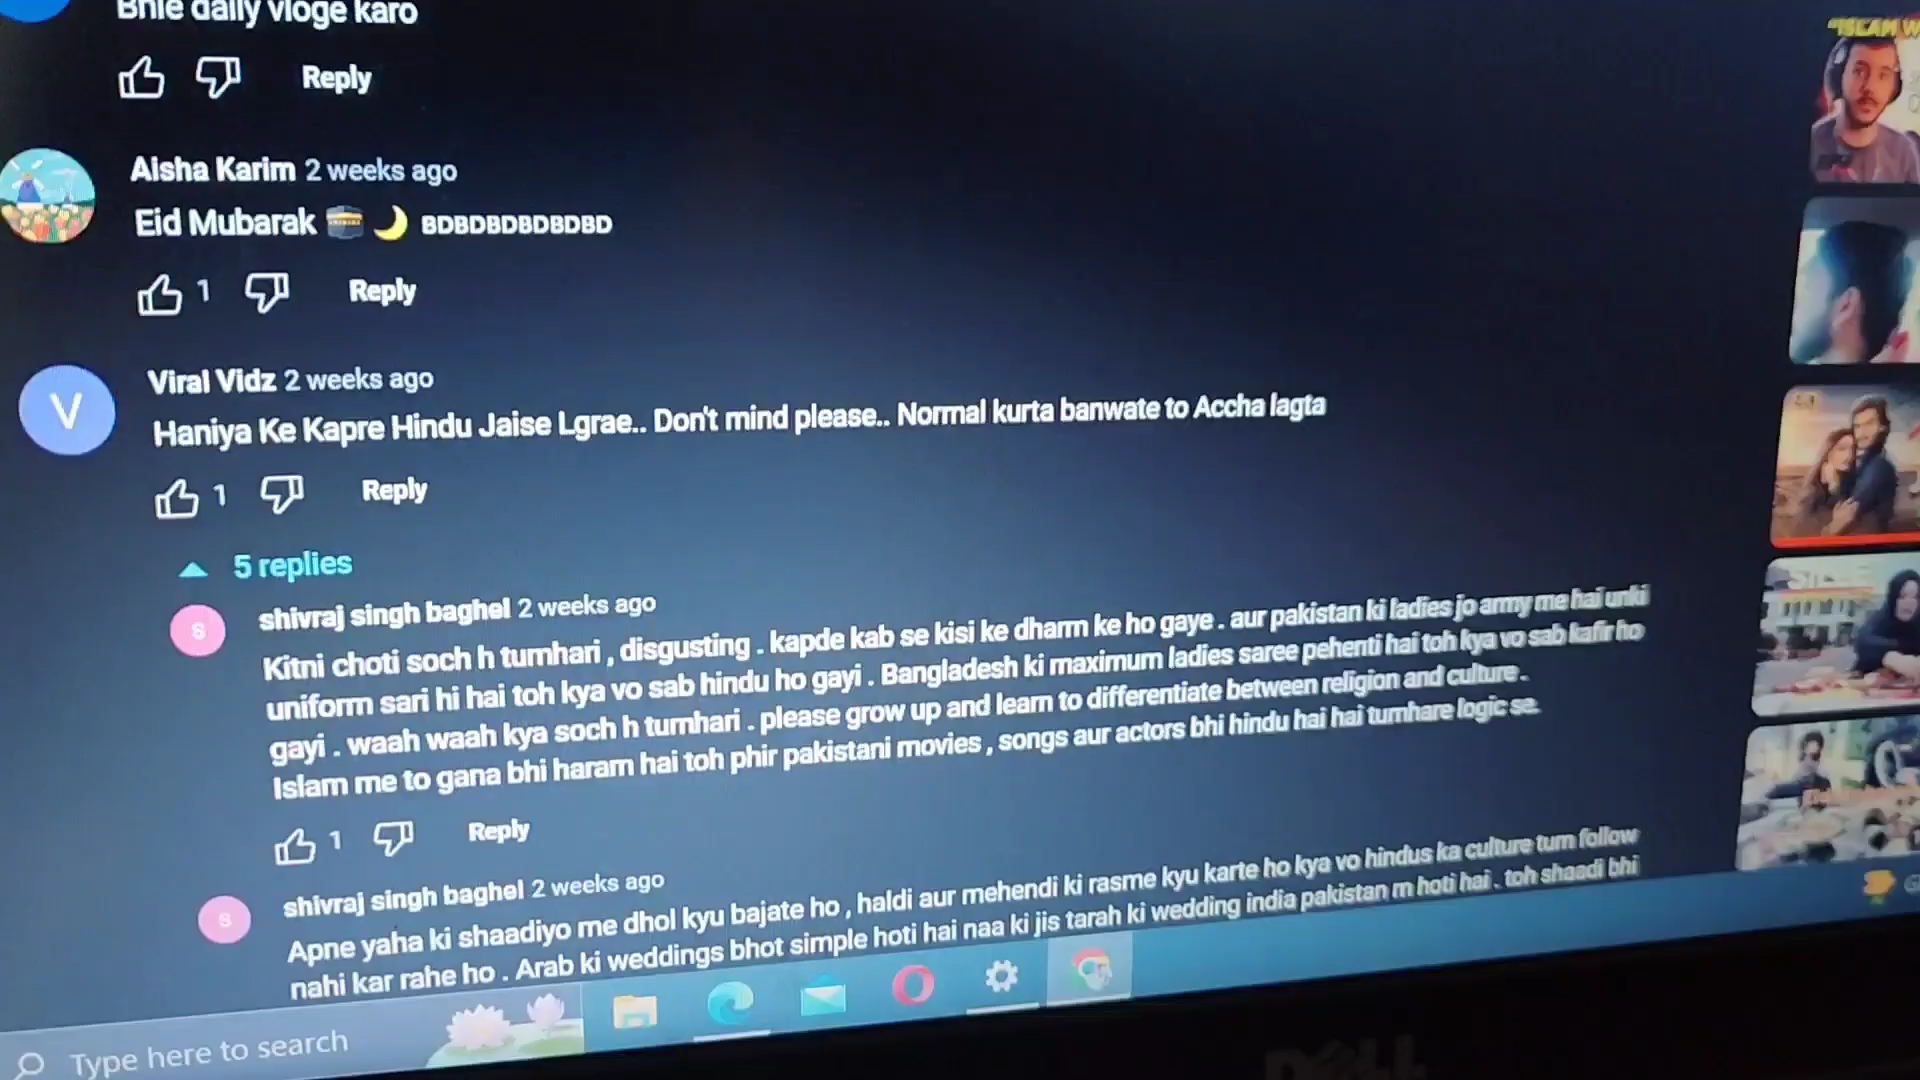 Bhie daily vloge karo
Reply
Aisha Karim 2 weeks ago
Eid Mubarak 🕋 🌙 BDBDBDBDBDBD
1 Reply
V
Viral Vidz 2 weeks ago
Haniya Ke Kapre Hindu Jaise Lgrae.. Don't mind please.. Normal kurta banwate to Accha lagta
1 Reply
5 replies
S
shivraj singh baghel 2 weeks ago
Kitni choti soch h tumhari , disgusting . kapde kab se kisi ke dharm ke ho gaye . aur pakistan ki ladies jo army me hai unki
uniform sari hi hai toh kya vo sab hindu ho gayi . Bangladesh ki maximum ladies saree pehenti hai toh kya vo sab kafir ho
gayi . waah waah kya soch h tumhari . please grow up and learn to differentiate between religion and culture .
Islam me to gana bhi haram hai toh phir pakistani movies , songs aur actors bhi hindu hai hai tumhare logic se.
1 Reply
S
shivraj singh baghel 2 weeks ago
Apne yaha ki shaadiyo me dhol kyu bajate ho , haldi aur mehendi ki rasme kyu karte ho kya vo hindus ka culture tum follow
nahi kar rahe ho . Arab ki weddings bhot simple hoti hai naa ki jis tarah ki wedding india pakistan m hoti hai . toh shaadi bhi
Type here to search
DELL
"ISLAM W